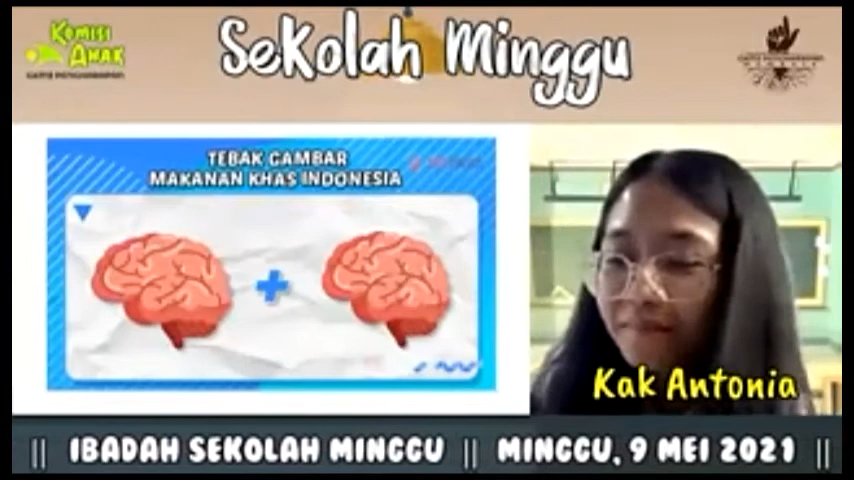 KOMISI
ANAK
Sekolah Minggu
TEBAK GAMBAR
MAKANAN KHAS INDONESIA
+
Kak Antonia
|| IBADAH SEKOLAH MINGGU || MINGGU, 9 MEI 2021 ||